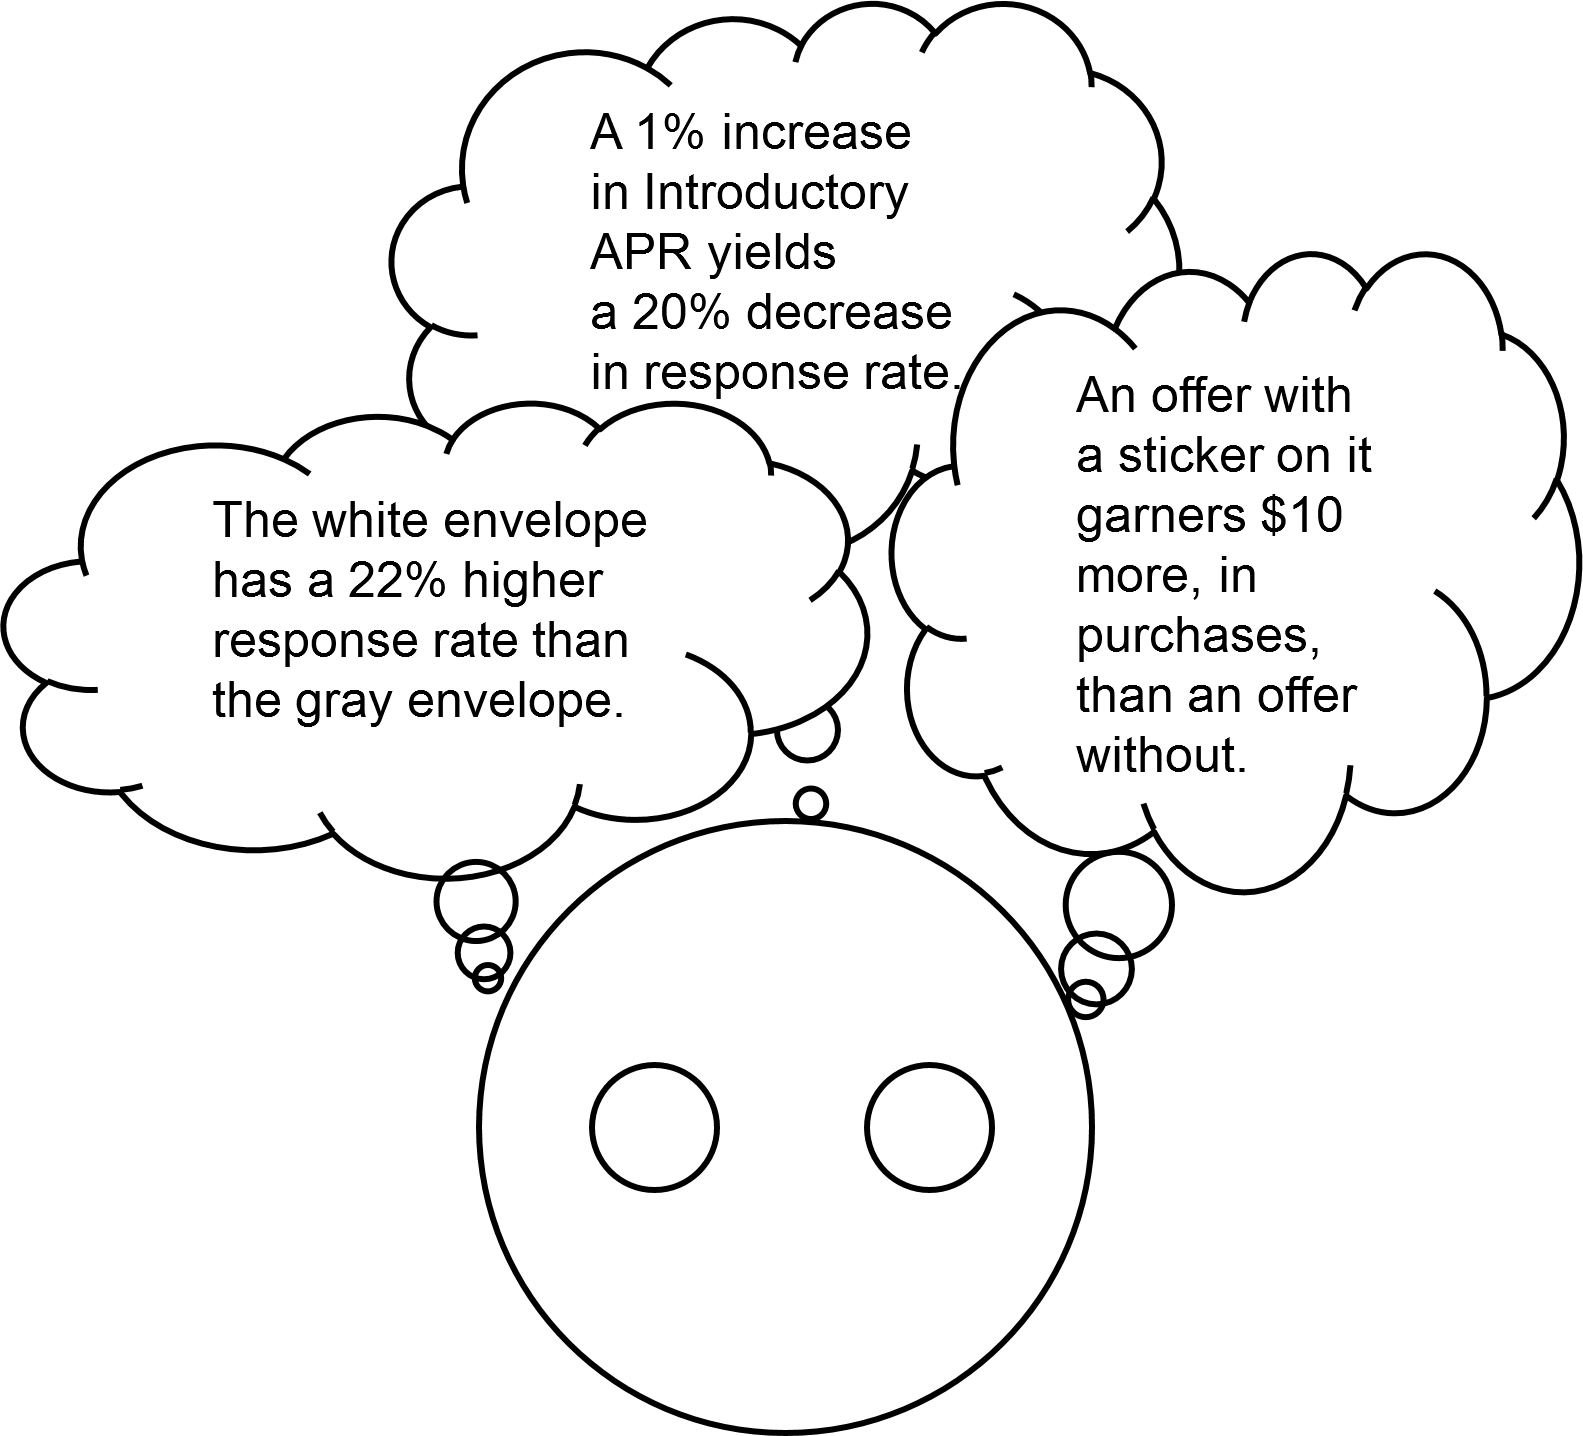 A 1% increase
in Introductory
APR yields
a 20% decrease
in response rate.
The white envelope
has a 22% higher
response rate than
the gray envelope.
An offer with
a sticker on it
garners $10
more, in
purchases,
than an offer
without.